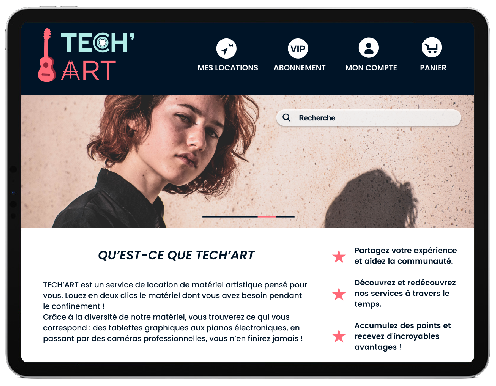 TECH'
ART
VIP
MES LOCATIONS
ABONNEMENT
MON COMPTE
PANIER
Recherche
QU'EST-CE QUE TECH'ART
TECH'ART est un service de location de matériel artistique pensé pour
vous. Louez en deux clics le matériel dont vous avez besoin pendant
le confinement !
Grâce à la diversité de notre matériel, vous trouverez ce qui vous
correspond : des tablettes graphiques aux pianos électroniques, en
passant par des caméras professionnelles, vous n'en finirez jamais !
Partagez votre expérience
et aidez la communauté.
Découvrez et redécouvrez
nos services à travers le
temps.
Accumulez des points et
recevez d'incroyables
avantages !